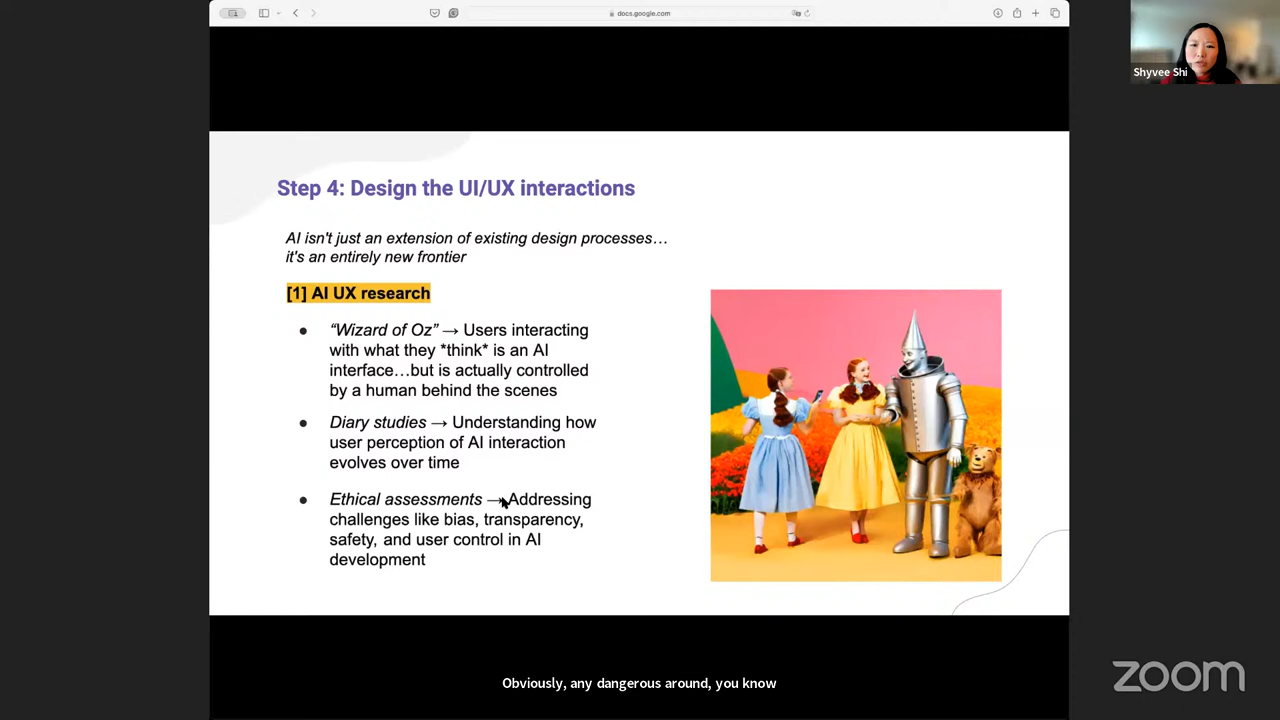 docs.google.com
Shyvee Shi
Step 4: Design the UI/UX interactions
AI isn't just an extension of existing design processes…
it's an entirely new frontier
[1] AI UX research
● “Wizard of Oz” → Users interacting
with what they *think* is an AI
interface…but is actually controlled
by a human behind the scenes
● Diary studies → Understanding how
user perception of AI interaction
evolves over time
● Ethical assessments → Addressing
challenges like bias, transparency,
safety, and user control in AI
development
Obviously, any dangerous around, you know
zoom